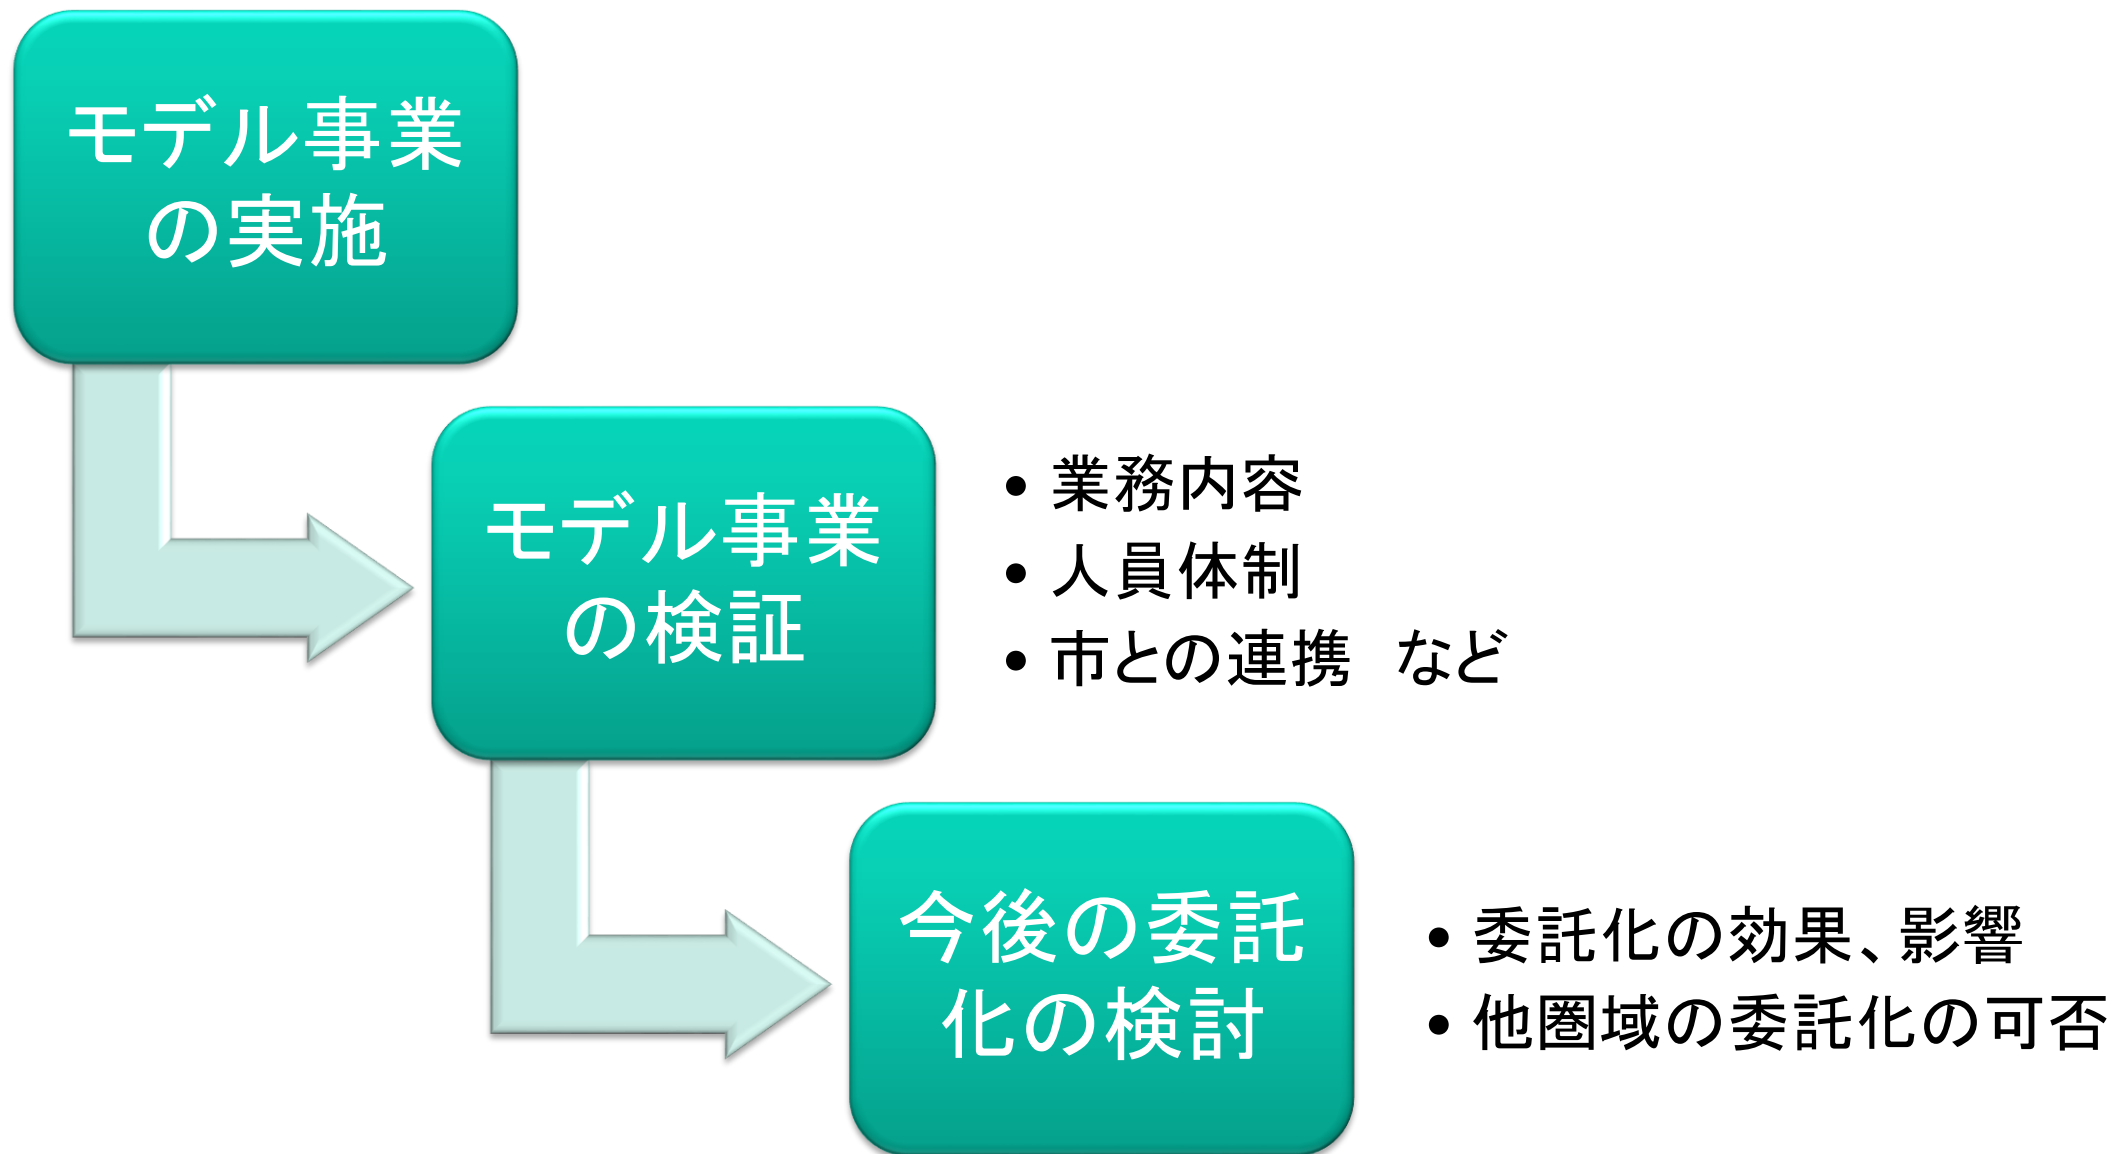 モデル事業
の実施
モデル事業
の検証
• 業務内容
• 人員体制
• 市との連携　など
今後の委託
化の検討
• 委託化の効果、影響
• 他圏域の委託化の可否